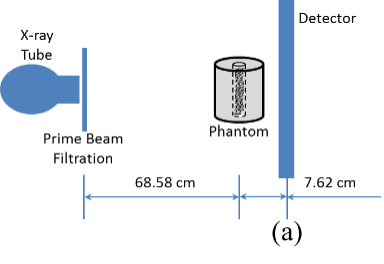 Detector
X-ray
Tube
Phantom
Prime Beam
Filtration
68.58 cm
7.62 cm
(a)